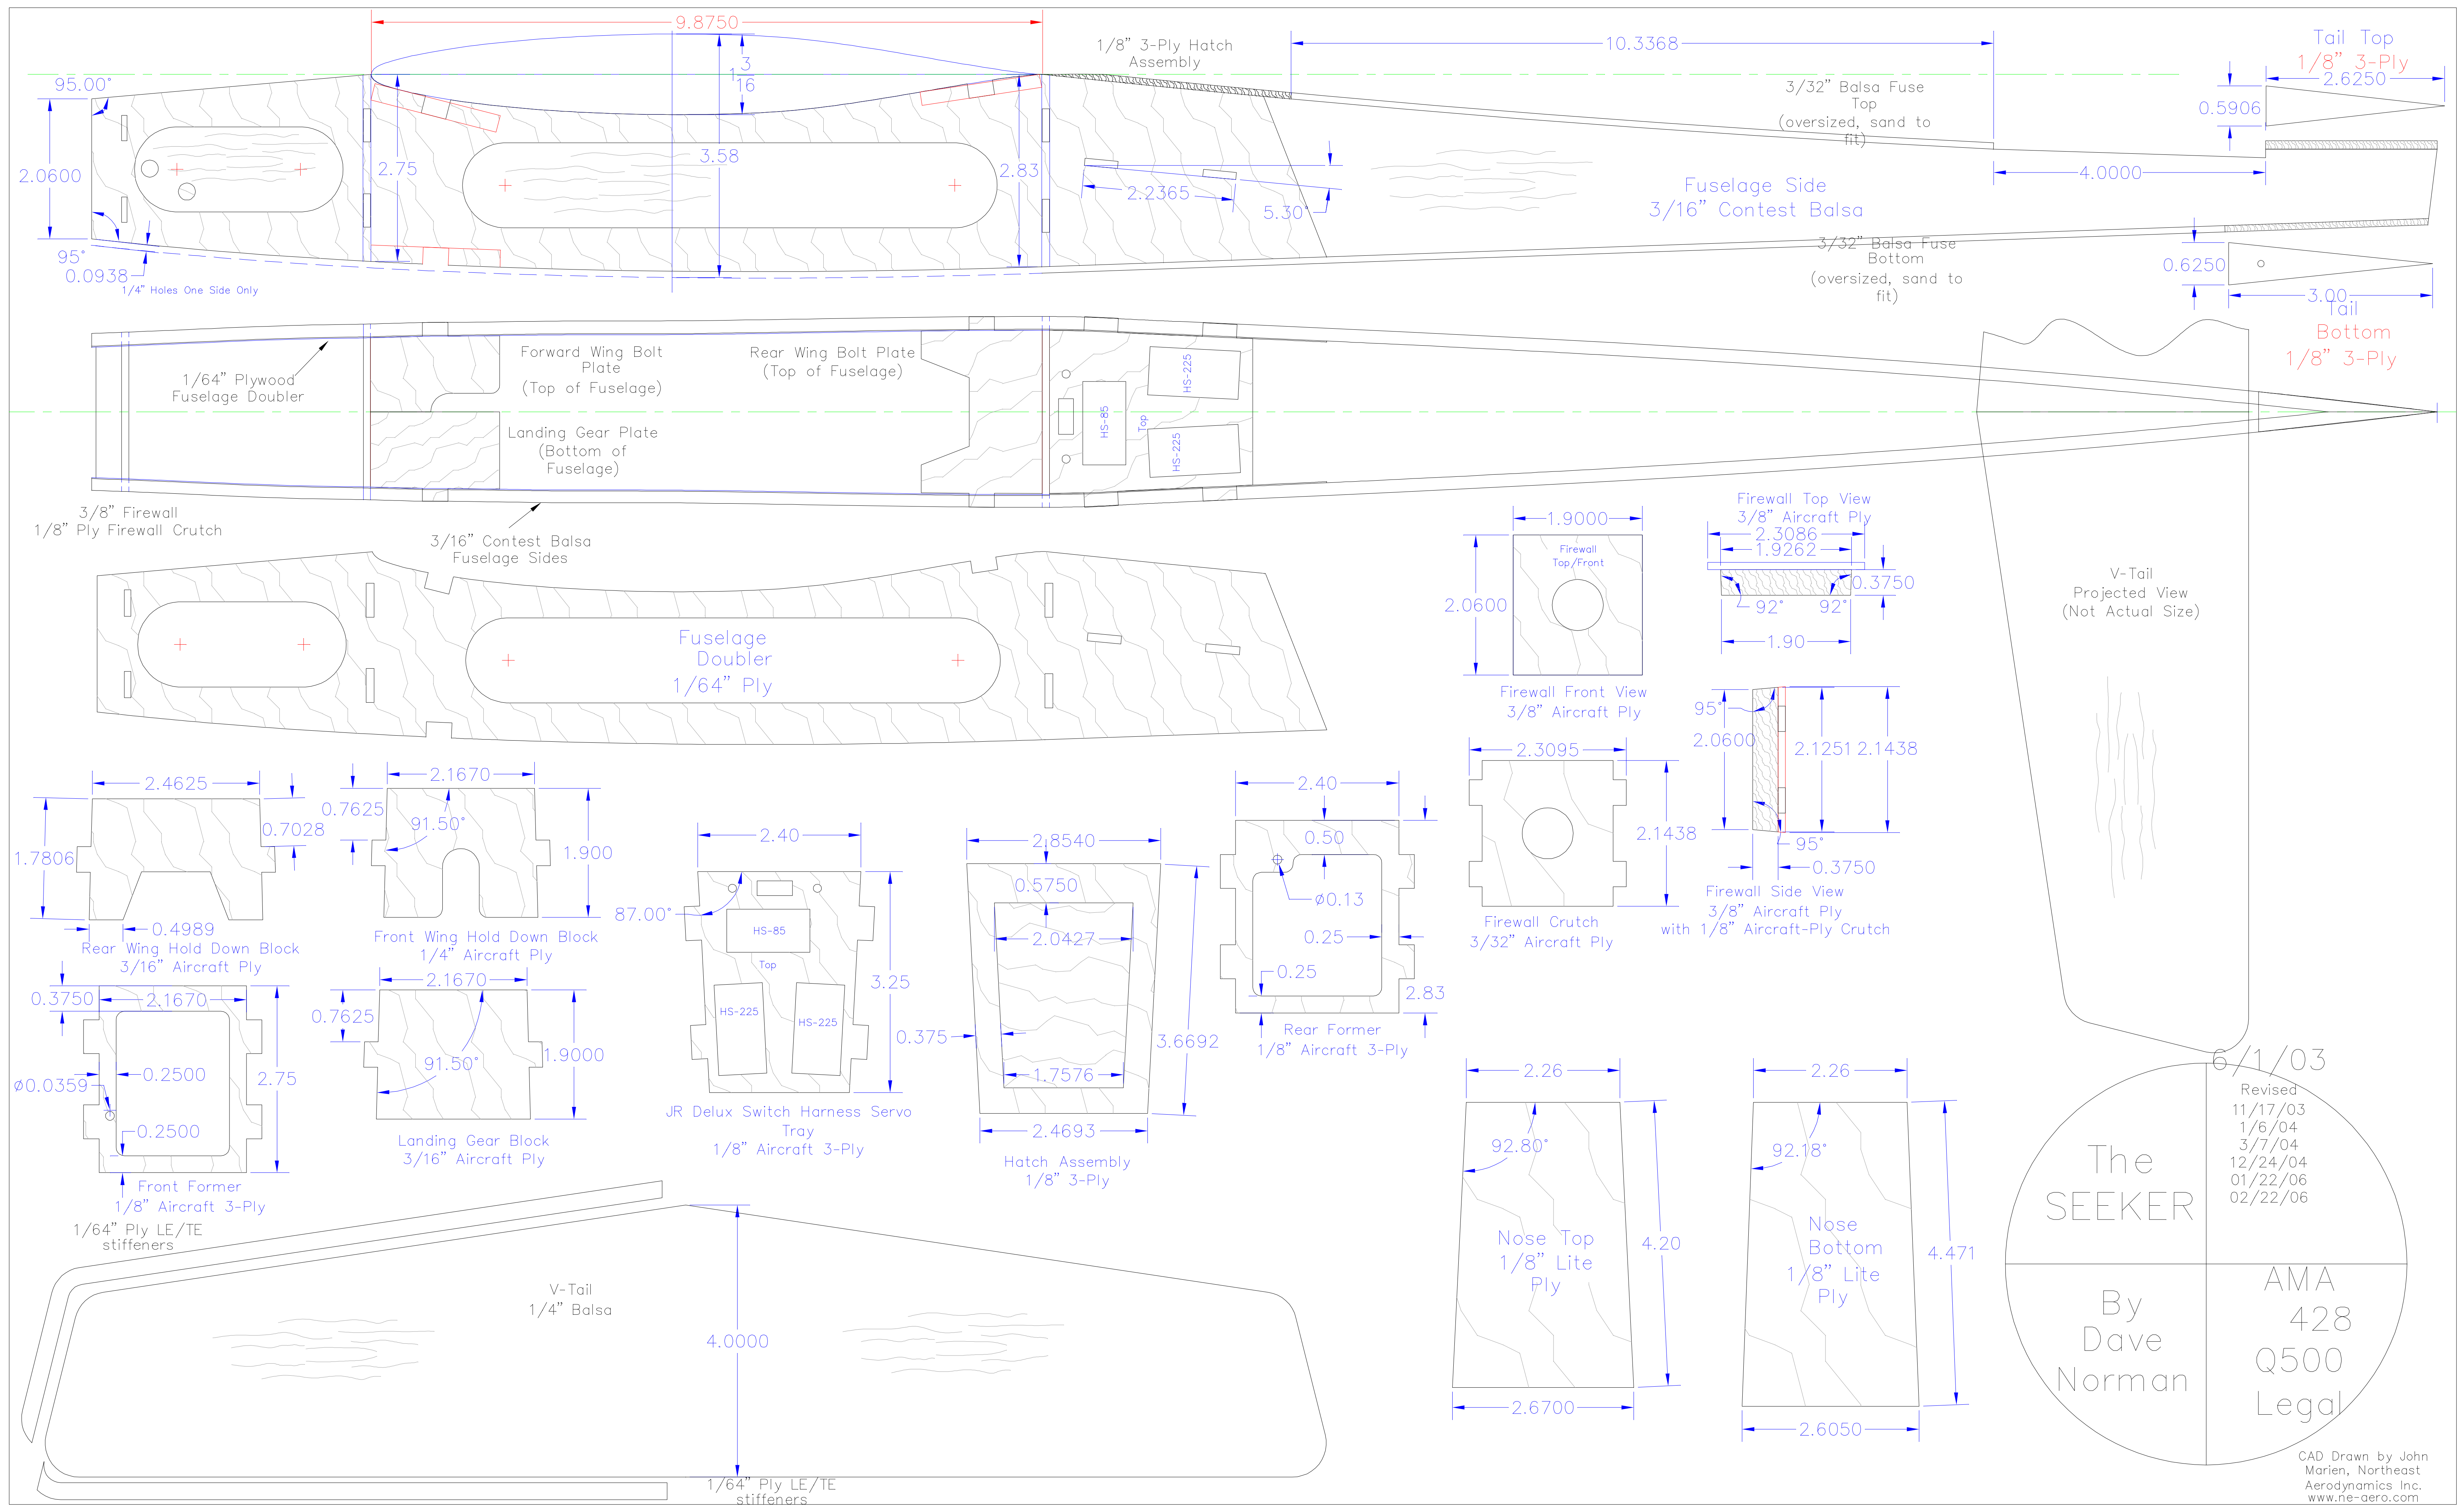 9.8750
1/8" 3-Ply Hatch
Assembly
10.3368
Tail Top
1/8" 3-Ply
2.6250
95.00°
1 3
16
3/32" Balsa Fuse
Top
(oversized, sand to
fit)
0.5906
2.0600
2.75
3.58
2.83
2.2365
5.30°
4.0000
Fuselage Side
3/16" Contest Balsa
95°
0.0938
1/4" Holes One Side Only
3/32" Balsa Fuse
Bottom
(oversized, sand to
fit)
0.6250
3.00
Tail
Bottom
1/8" 3-Ply
1/64" Plywood
Fuselage Doubler
Forward Wing Bolt
Plate
(Top of Fuselage)
Rear Wing Bolt Plate
(Top of Fuselage)
HS-225
HS-85
Top
HS-225
Landing Gear Plate
(Bottom of
Fuselage)
3/8" Firewall
1/8" Ply Firewall Crutch
3/16" Contest Balsa
Fuselage Sides
1.9000
Firewall
Top/Front
2.0600
Firewall Front View
3/8" Aircraft Ply
Firewall Top View
3/8" Aircraft Ply
2.3086
1.9262
0.3750
92°
92°
1.90
V-Tail
Projected View
(Not Actual Size)
Fuselage
Doubler
1/64" Ply
95°
2.0600
2.1251
2.1438
95°
0.3750
Firewall Side View
3/8" Aircraft Ply
with 1/8" Aircraft-Ply Crutch
2.3095
2.1438
Firewall Crutch
3/32" Aircraft Ply
2.4625
0.7028
1.7806
0.4989
Rear Wing Hold Down Block
3/16" Aircraft Ply
2.1670
0.7625
91.50°
1.900
Front Wing Hold Down Block
1/4" Aircraft Ply
2.40
87.00°
HS-85
Top
3.25
HS-225
HS-225
JR Delux Switch Harness Servo
Tray
1/8" Aircraft 3-Ply
2.8540
0.5750
2.0427
0.375
3.6692
1.7576
2.4693
Hatch Assembly
1/8" 3-Ply
2.40
0.50
ø0.13
0.25
0.25
2.83
Rear Former
1/8" Aircraft 3-Ply
0.3750
2.1670
0.2500
2.75
ø0.0359
0.2500
Front Former
1/8" Aircraft 3-Ply
2.1670
0.7625
91.50°
1.9000
Landing Gear Block
3/16" Aircraft Ply
1/64" Ply LE/TE
stiffeners
V-Tail
1/4" Balsa
4.0000
1/64" Ply LE/TE
stiffeners
2.26
92.80°
Nose Top
1/8" Lite
Ply
4.20
2.6700
2.26
92.18°
Nose
Bottom
1/8" Lite
Ply
4.471
2.6050
6/1/03
Revised
11/17/03
1/6/04
3/7/04
12/24/04
01/22/06
02/22/06
The
SEEKER
By
Dave
Norman
AMA
428
Q500
Legal
CAD Drawn by John
Marien, Northeast
Aerodynamics Inc.
www.ne-aero.com